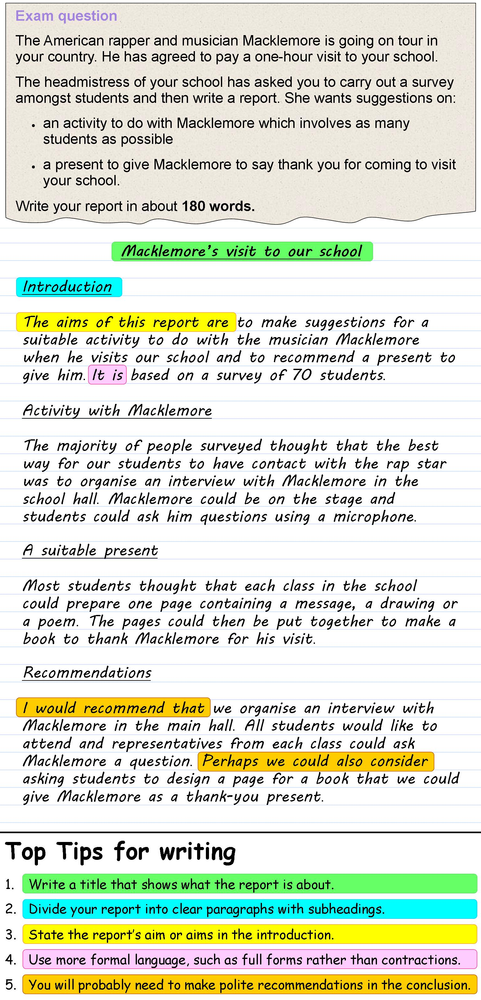 Exam question
The American rapper and musician Macklemore is going on tour in
your country. He has agreed to pay a one-hour visit to your school.
The headmistress of your school has asked you to carry out a survey
amongst students and then write a report. She wants suggestions on:
• an activity to do with Macklemore which involves as many
students as possible
• a present to give Macklemore to say thank you for coming to visit
your school.
Write your report in about 180 words.
Macklemore's visit to our school
Introduction
The aims of this report are to make suggestions for a
suitable activity to do with the musician Macklemore
when he visits our school and to recommend a present to
give him. It is based on a survey of 70 students.
Activity with Macklemore
The majority of people surveyed thought that the best
way for our students to have contact with the rap star
was to organise an interview with Macklemore in the
school hall. Macklemore could be on the stage and
students could ask him questions using a microphone.
A suitable present
Most students thought that each class in the school
could prepare one page containing a message, a drawing or
a poem. The pages could then be put together to make a
book to thank Macklemore for his visit.
Recommendations
I would recommend that we organise an interview with
Macklemore in the main hall. All students would like to
attend and representatives from each class could ask
Macklemore a question. Perhaps we could also consider
asking students to design a page for a book that we could
give Macklemore as a thank-you present.
Top Tips for writing
1. Write a title that shows what the report is about.
2. Divide your report into clear paragraphs with subheadings.
3. State the report's aim or aims in the introduction.
4. Use more formal language, such as full forms rather than contractions.
5. You will probably need to make polite recommendations in the conclusion.